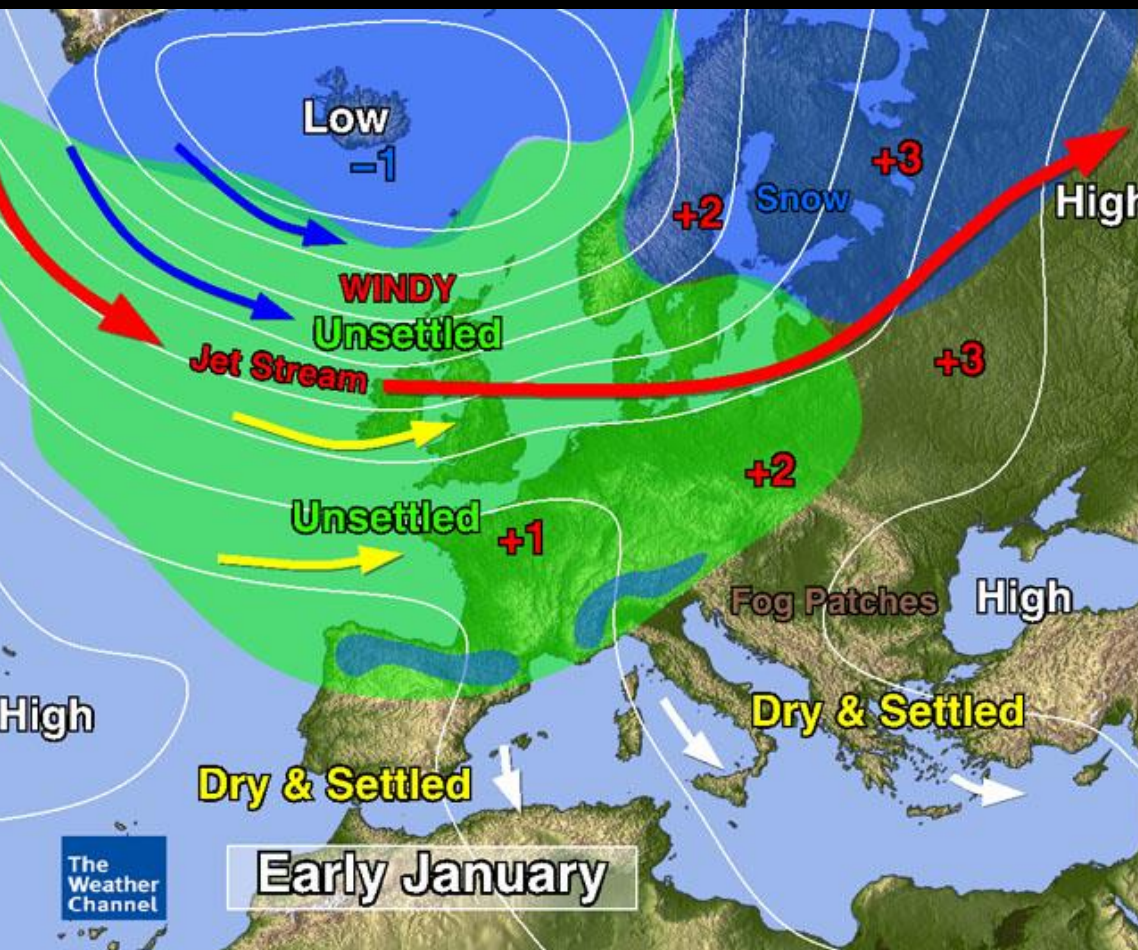 Low
-1
+3
+2
Snow
High
WINDY
Unsettled
Jet Stream
+3
+2
Unsettled
+1
Fog Patches
High
High
Dry & Settled
Dry & Settled
The
Weather
Channel
Early January